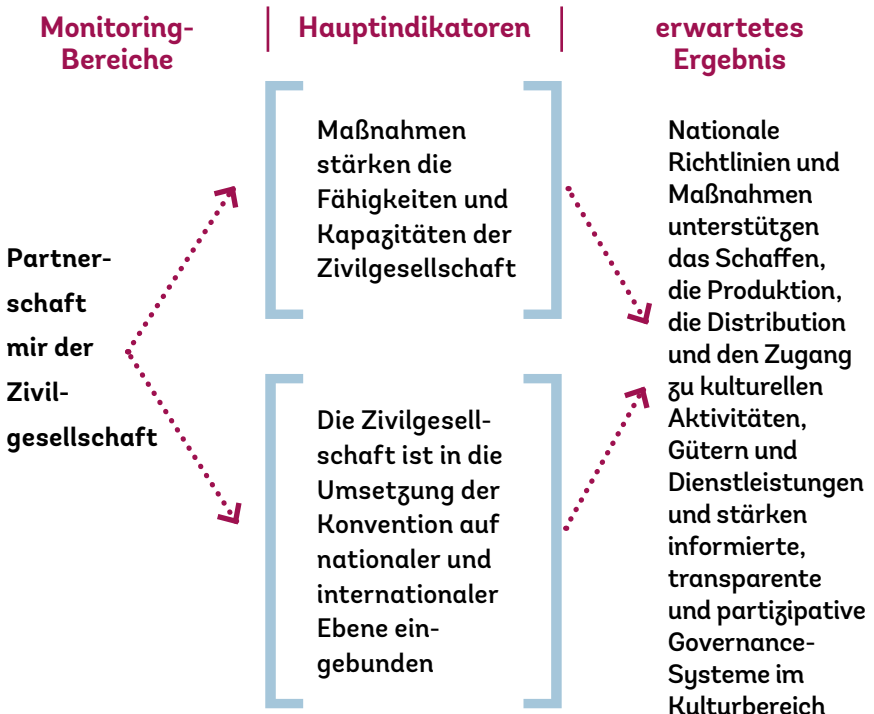 Monitoring-
Bereiche
Hauptindikatoren
erwartetes
Ergebnis
Partner-
schaft
mir der
Zivil-
gesellschaft
Maßnahmen
stärken die
Fähigkeiten und
Kapazitäten der
Zivilgesellschaft
Die Zivilgesell-
schaft ist in die
Umsetzung der
Konvention auf
nationaler und
internationaler
Ebene ein-
gebunden
Nationale
Richtlinien und
Maßnahmen
unterstützen
das Schaffen,
die Produktion,
die Distribution
und den Zugang
zu kulturellen
Aktivitäten,
Gütern und
Dienstleistungen
und stärken
informierte,
transparente
und partizipative
Governance-
Systeme im
Kulturbereich